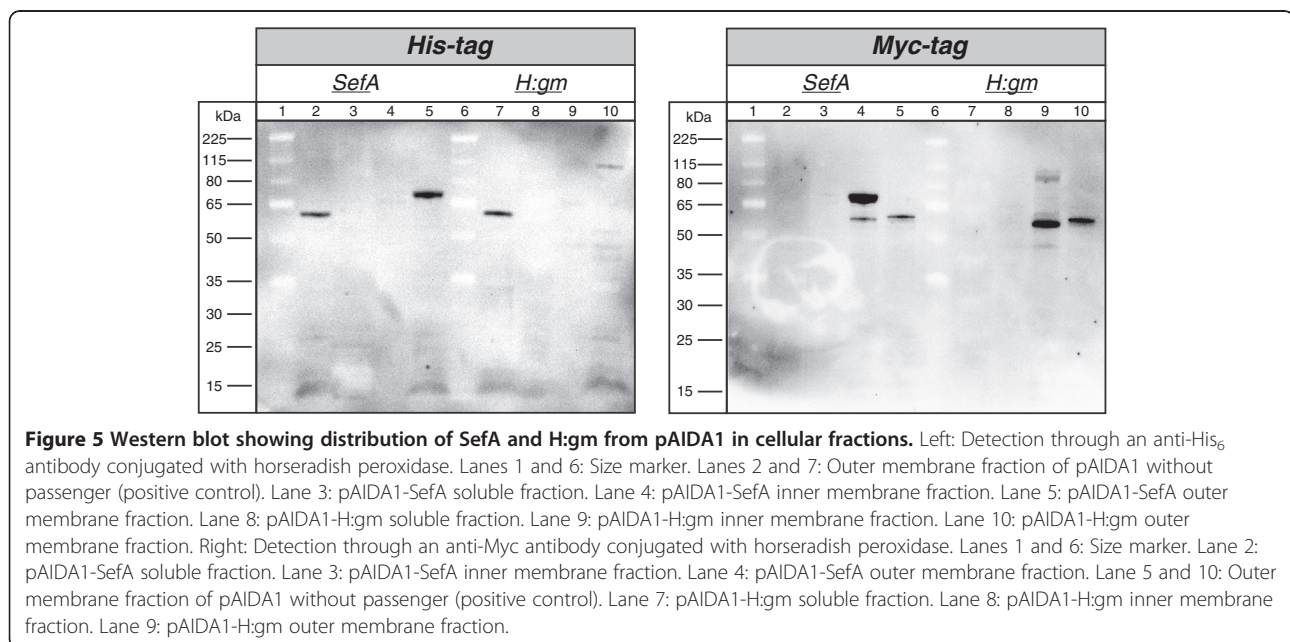 His-tag
SefA H:gm
kDa 1 2 3 4 5 6 7 8 9 10
225
115
80
65
50
35
30
25
15
Myc-tag
SefA H:gm
kDa 1 2 3 4 5 6 7 8 9 10
225
115
80
65
50
35
30
25
15
Figure 5 Western blot showing distribution of SefA and H:gm from pAIDA1 in cellular fractions. Left: Detection through an anti-His6
antibody conjugated with horseradish peroxidase. Lanes 1 and 6: Size marker. Lanes 2 and 7: Outer membrane fraction of pAIDA1 without
passenger (positive control). Lane 3: pAIDA1-SefA soluble fraction. Lane 4: pAIDA1-SefA inner membrane fraction. Lane 5: pAIDA1-SefA outer
membrane fraction. Lane 8: pAIDA1-H:gm soluble fraction. Lane 9: pAIDA1-H:gm inner membrane fraction. Lane 10: pAIDA1-H:gm outer
membrane fraction. Right: Detection through an anti-Myc antibody conjugated with horseradish peroxidase. Lanes 1 and 6: Size marker. Lane 2:
pAIDA1-SefA soluble fraction. Lane 3: pAIDA1-SefA inner membrane fraction. Lane 4: pAIDA1-SefA outer membrane fraction. Lane 5 and 10: Outer
membrane fraction of pAIDA1 without passenger (positive control). Lane 7: pAIDA1-H:gm soluble fraction. Lane 8: pAIDA1-H:gm inner membrane
fraction. Lane 9: pAIDA1-H:gm outer membrane fraction.